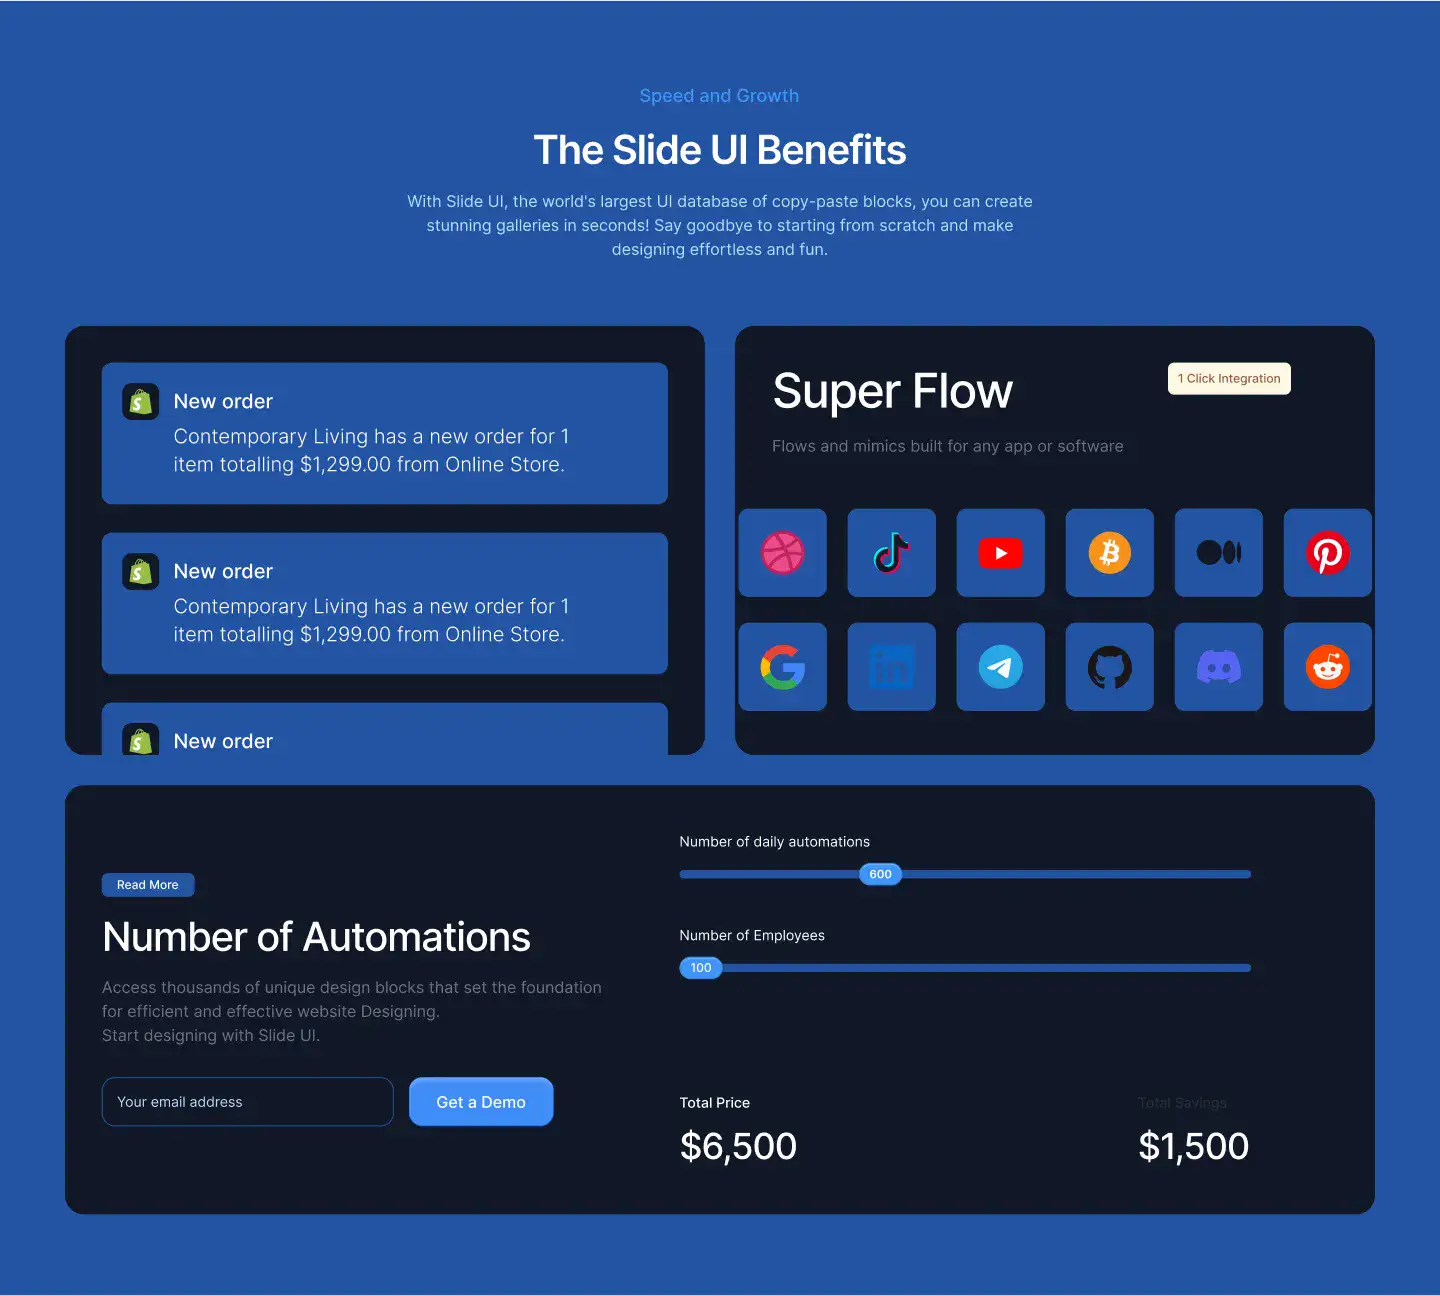 Speed and Growth
The Slide UI Benefits
With Slide UI, the world's largest UI database of copy-paste blocks, you can create
stunning galleries in seconds! Say goodbye to starting from scratch and make
designing effortless and fun.
New order
Contemporary Living has a new order for 1
item totalling $1,299.00 from Online Store.
New order
Contemporary Living has a new order for 1
item totalling $1,299.00 from Online Store.
New order
Super Flow
1 Click Integration
Flows and mimics built for any app or software
Read More
Number of Automations
Access thousands of unique design blocks that set the foundation
for efficient and effective website Designing.
Start designing with Slide UI.
Your email address
Get a Demo
Number of daily automations
600
Number of Employees
100
Total Price
$6,500
Total Savings
$1,500